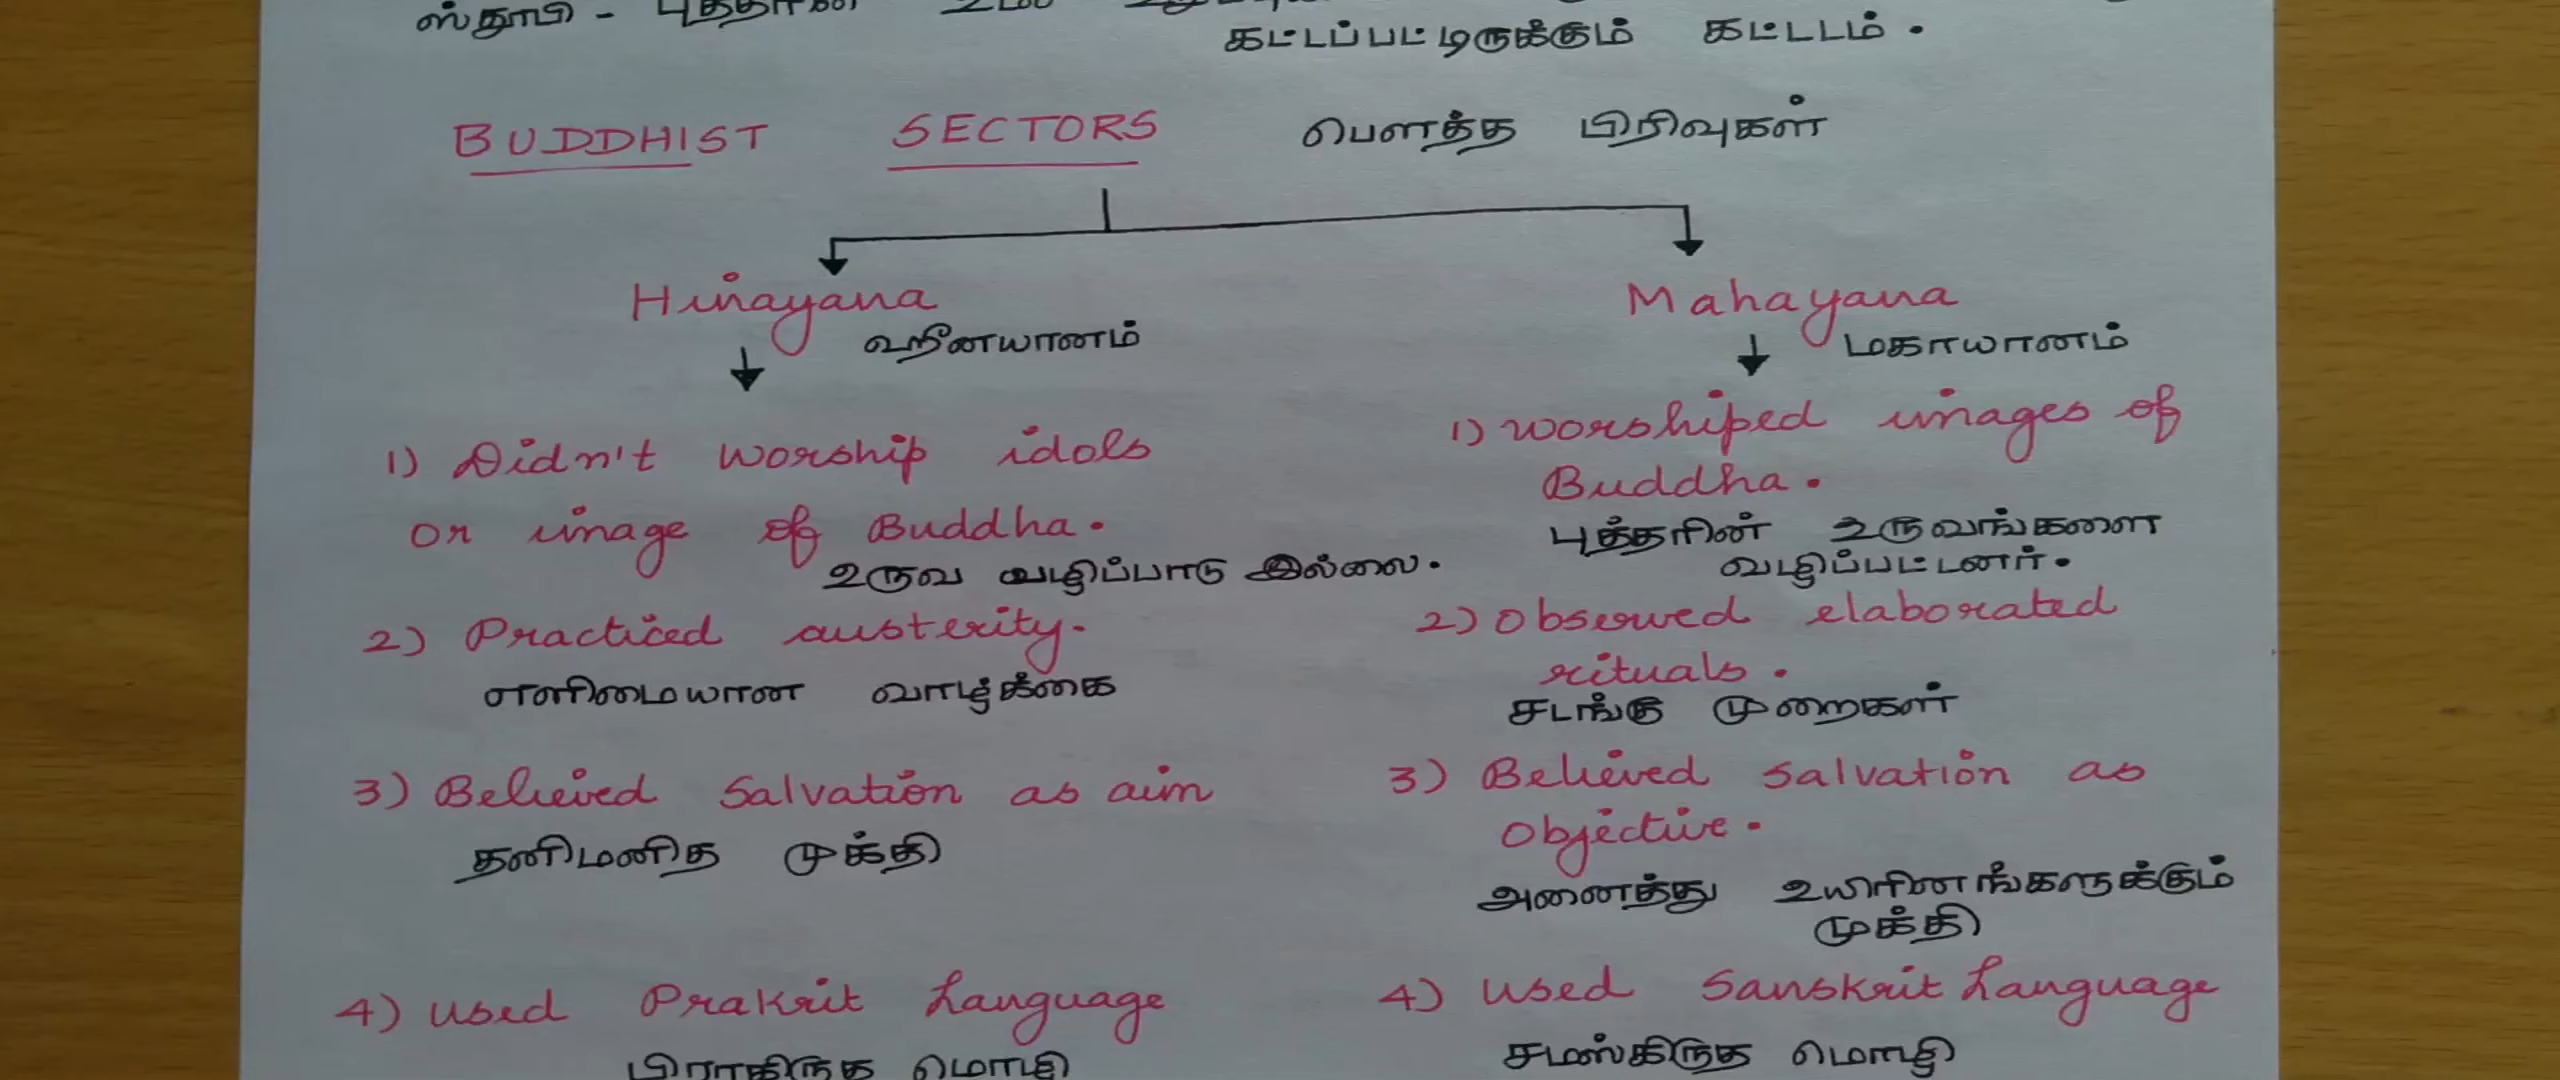 ஸ்தூபி -
கட்டப்பட்டிருக்கும் கட்டடம்.
BUDDHIST SECTORS பௌத்த பிரிவுகள்
Hinayana
ஹீனயானம்
1) Didn't worship idols
or image of Buddha.
உருவ வழிப்பாடு இல்லை.
2) Practiced austerity.
எளிமையான வாழ்க்கை
3) Believed Salvation as aim
தனிமனித முக்தி
4) Used Prakrit Language
பிராகிருத மொழி
Mahayana
மகாயானம்
1) Worshiped images of
Buddha.
புத்தரின் உருவங்களை
வழிப்பட்டனர்.
2) Observed elaborated
rituals.
சடங்கு முறைகள்
3) Believed salvation as
Objective.
அனைத்து உயிரினங்களுக்கும்
முக்தி
4) Used Sanskrit Language
சமஸ்கிருத மொழி